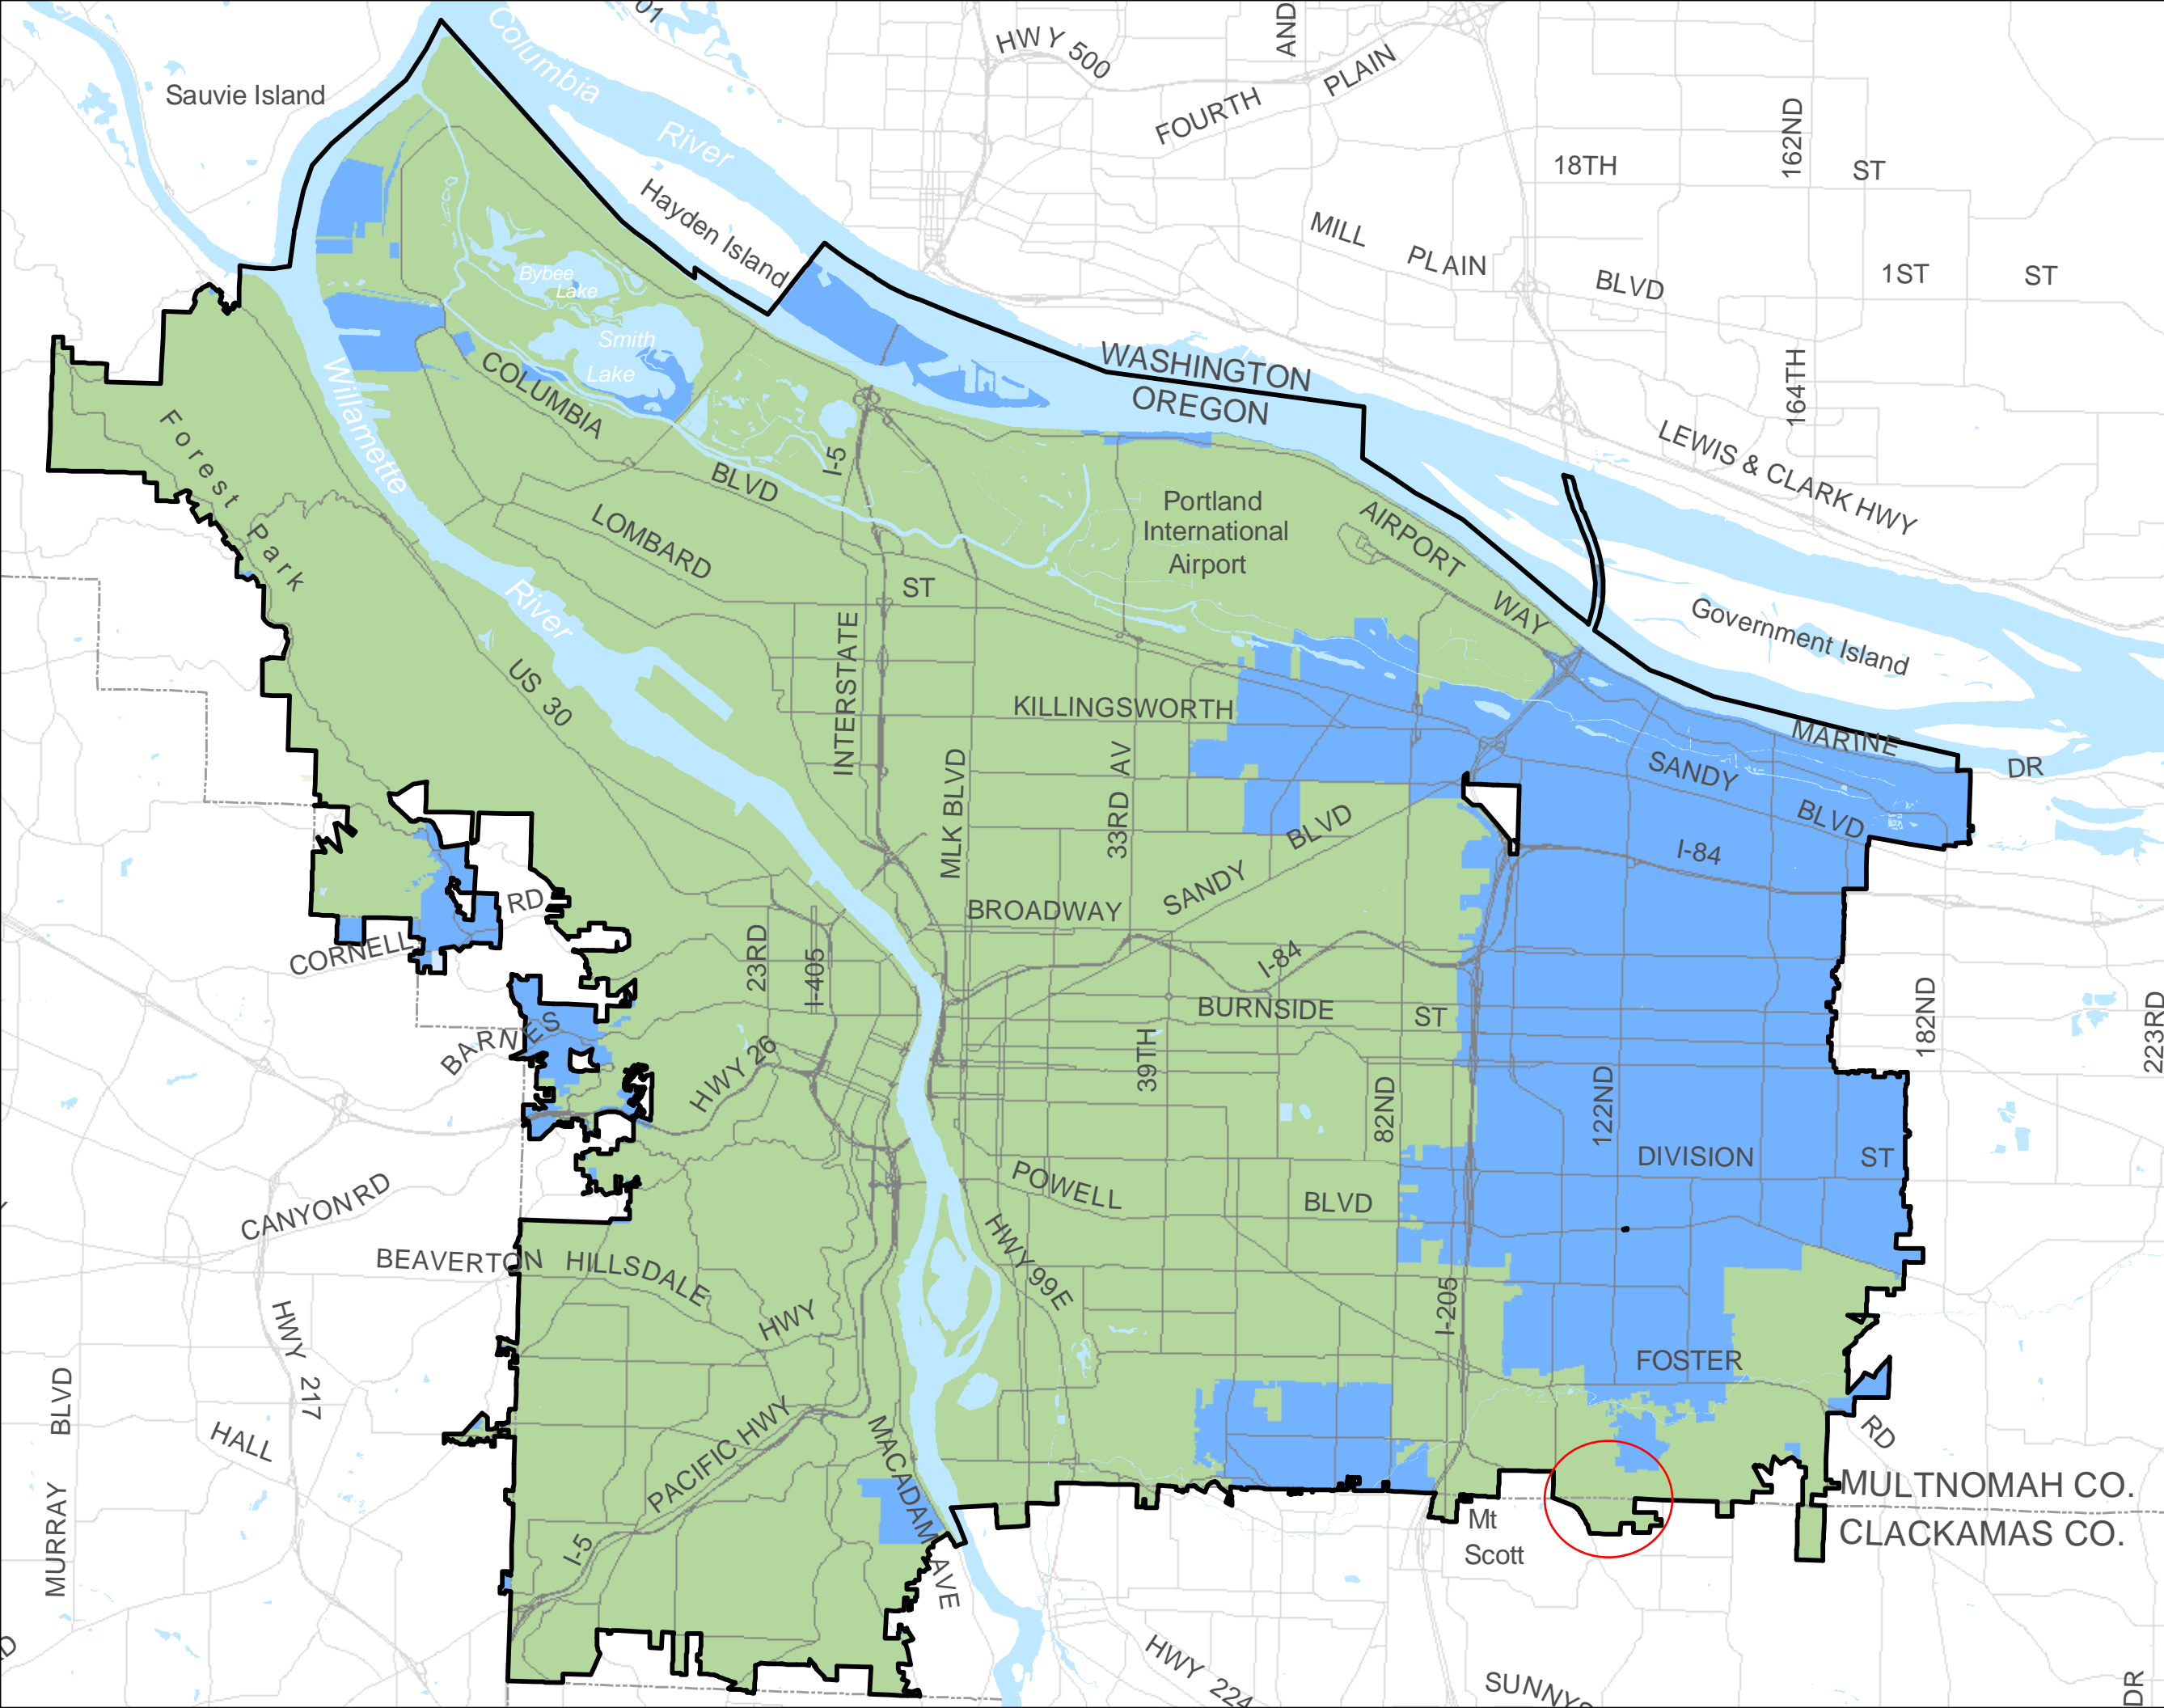 01
HWY 500
AND
Columbia
River
Sauvie Island
FOURTH PLAIN
162ND
18TH
ST
Hayden Island
MILL PLAIN BLVD
1ST
ST
Bybee
Lake
Smith
Lake
WASHINGTON
OREGON
164TH
Willamette
River
COLUMBIA
BLVD
I-5
LEWIS & CLARK HWY
Forest Park
LOMBARD
ST
Portland
International
Airport
AIRPORT
WAY
Government Island
US 30
INTERSTATE
KILLINGSWORTH
MARINE
DR
MLK BLVD
33RD AV
SANDY
BLVD
SANDY
BLVD
I-84
CORNELL
RD
BROADWAY
23RD
I-405
I-84
BURNSIDE
ST
182ND
223RD
BARNES
HWY 26
39TH
82ND
122ND
DIVISION
ST
CANYON RD
POWELL
BLVD
BEAVERTON
HILLSDALE
HWY
HWY 99E
I-205
HWY 217
FOSTER
RD
MURRAY BLVD
HALL
PACIFIC HWY
MACADAM
AVE
I-5
MULTNOMAH CO.
CLACKAMAS CO.
Mt
Scott
HWY 224
SUNNYS
DR